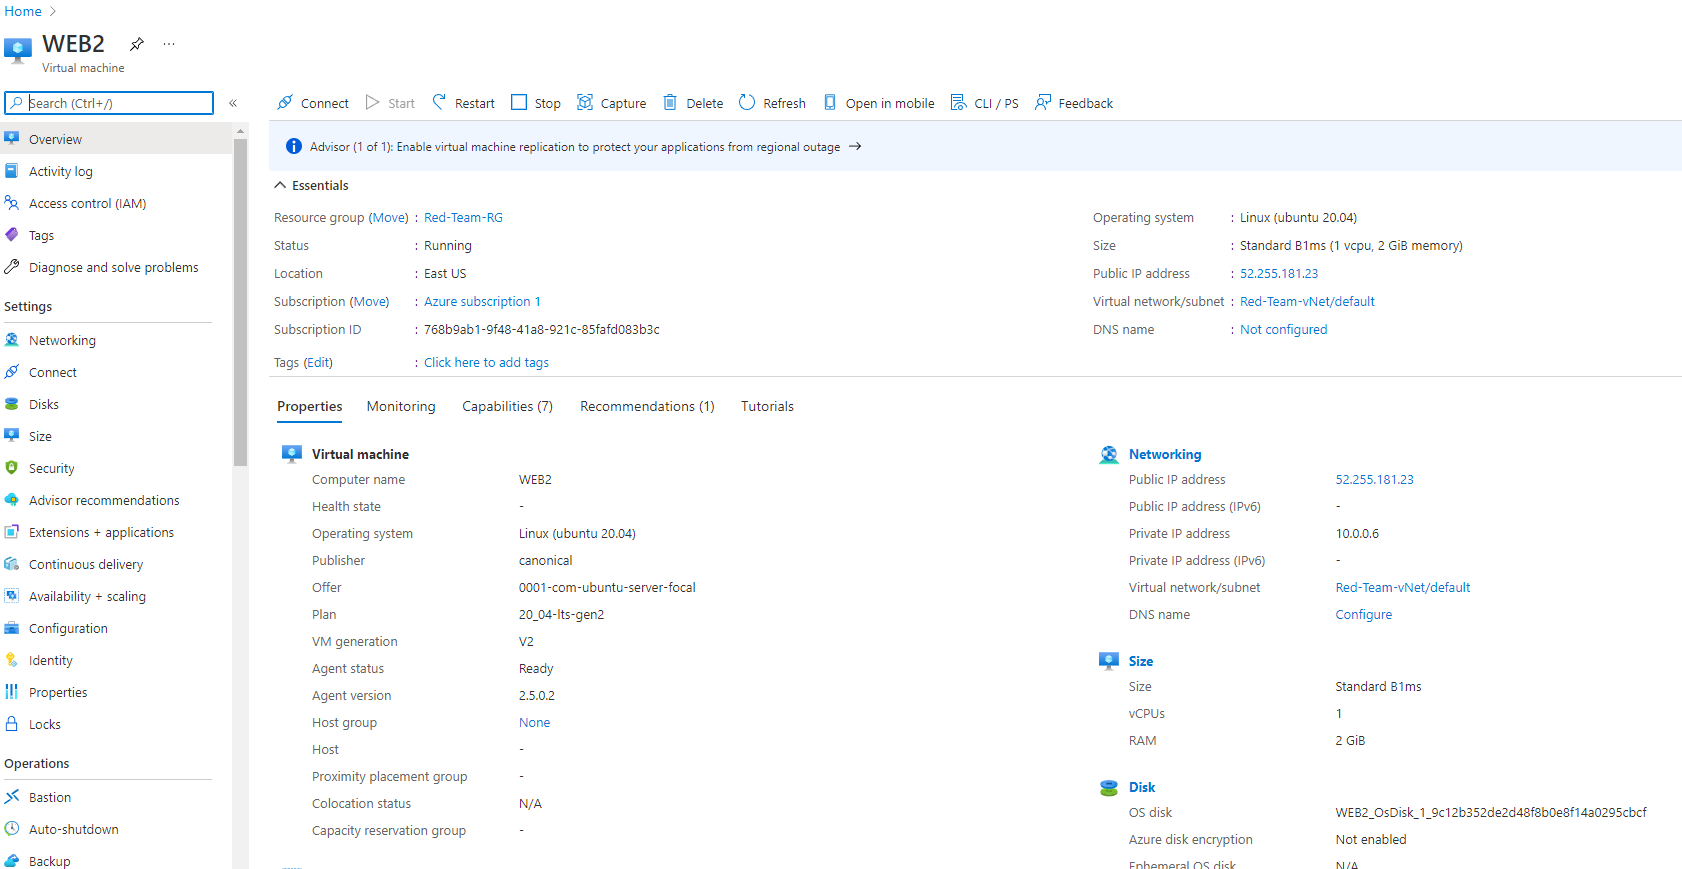 Home
WEB2
Virtual machine
Search (Ctrl+/)
«
Overview
Activity log
Access control (IAM)
Tags
Diagnose and solve problems
Settings
Networking
Connect
Disks
Size
Security
Advisor recommendations
Extensions + applications
Continuous delivery
Availability + scaling
Configuration
Identity
Properties
Locks
Operations
Bastion
Auto-shutdown
Backup
Connect Start Restart Stop Capture Delete Refresh Open in mobile CLI / PS Feedback
Advisor (1 of 1): Enable virtual machine replication to protect your applications from regional outage →
Essentials
Resource group (Move) : Red-Team-RG
Status : Running
Location : East US
Subscription (Move) : Azure subscription 1
Subscription ID : 768b9ab1-9f48-41a8-921c-85fafd083b3c
Tags (Edit) : Click here to add tags
Operating system : Linux (ubuntu 20.04)
Size : Standard B1ms (1 vcpu, 2 GiB memory)
Public IP address : 52.255.181.23
Virtual network/subnet : Red-Team-vNet/default
DNS name : Not configured
Properties Monitoring Capabilities (7) Recommendations (1) Tutorials
Virtual machine
Computer name WEB2
Health state -
Operating system Linux (ubuntu 20.04)
Publisher canonical
Offer 0001-com-ubuntu-server-focal
Plan 20_04-lts-gen2
VM generation V2
Agent status Ready
Agent version 2.5.0.2
Host group None
Host -
Proximity placement group -
Colocation status N/A
Capacity reservation group -
Networking
Public IP address 52.255.181.23
Public IP address (IPv6) -
Private IP address 10.0.0.6
Private IP address (IPv6) -
Virtual network/subnet Red-Team-vNet/default
DNS name Configure
Size
Size Standard B1ms
vCPUs 1
RAM 2 GiB
Disk
OS disk WEB2_OsDisk_1_9c12b352de2d48f8b0e8f14a0295cbcf
Azure disk encryption Not enabled
Ephemeral OS disk N/A